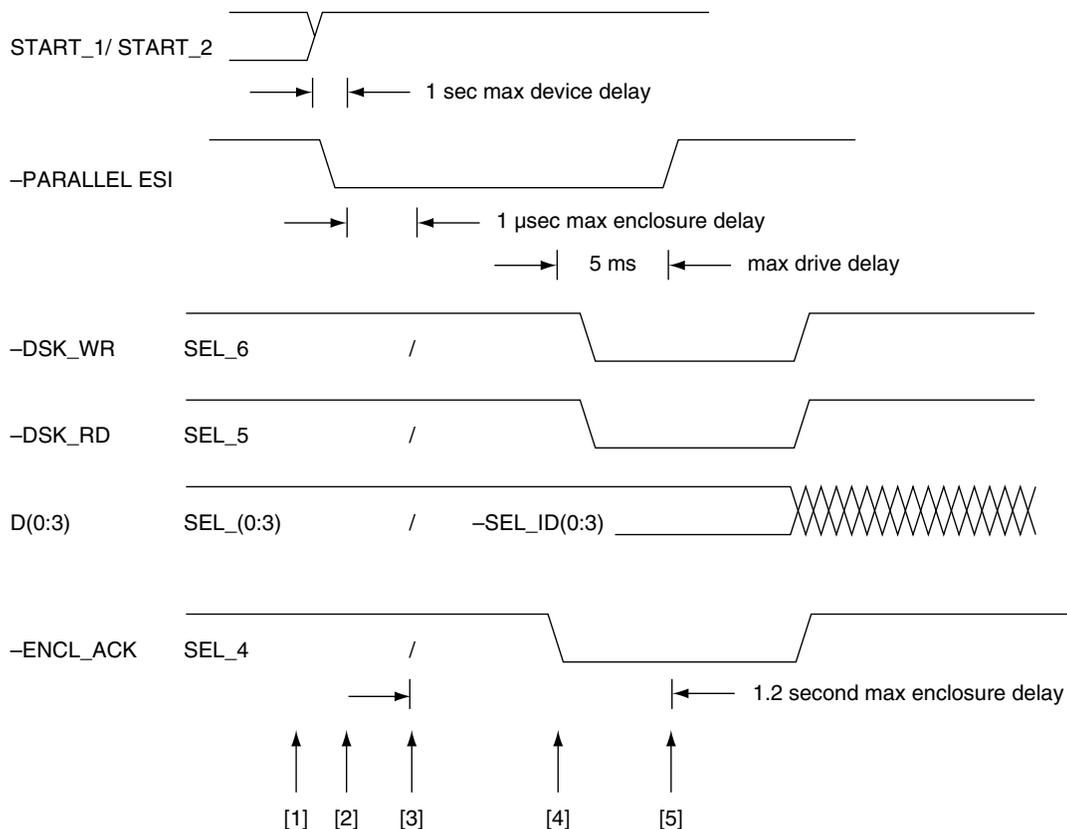 START_1/ START_2
1 sec max device delay
–PARALLEL ESI
1 µsec max enclosure delay
5 ms max drive delay
–DSK_WR SEL_6 /
–DSK_RD SEL_5 /
D(0:3) SEL_(0:3) / –SEL_ID(0:3)
–ENCL_ACK SEL_4 /
1.2 second max enclosure delay
[1] [2] [3] [4] [5]